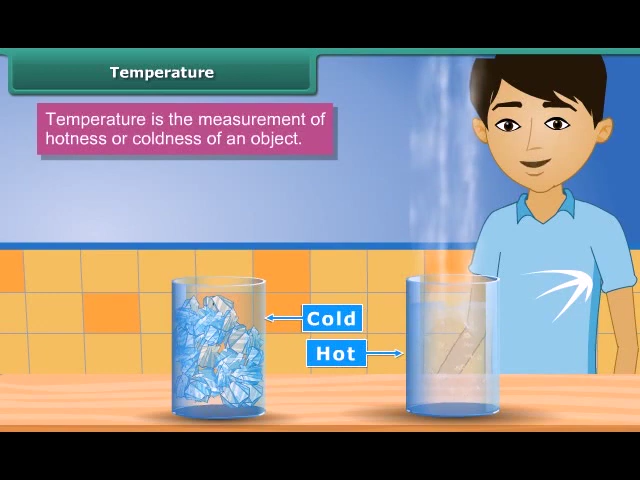 Temperature
Temperature is the measurement of
hotness or coldness of an object.
Cold
Hot